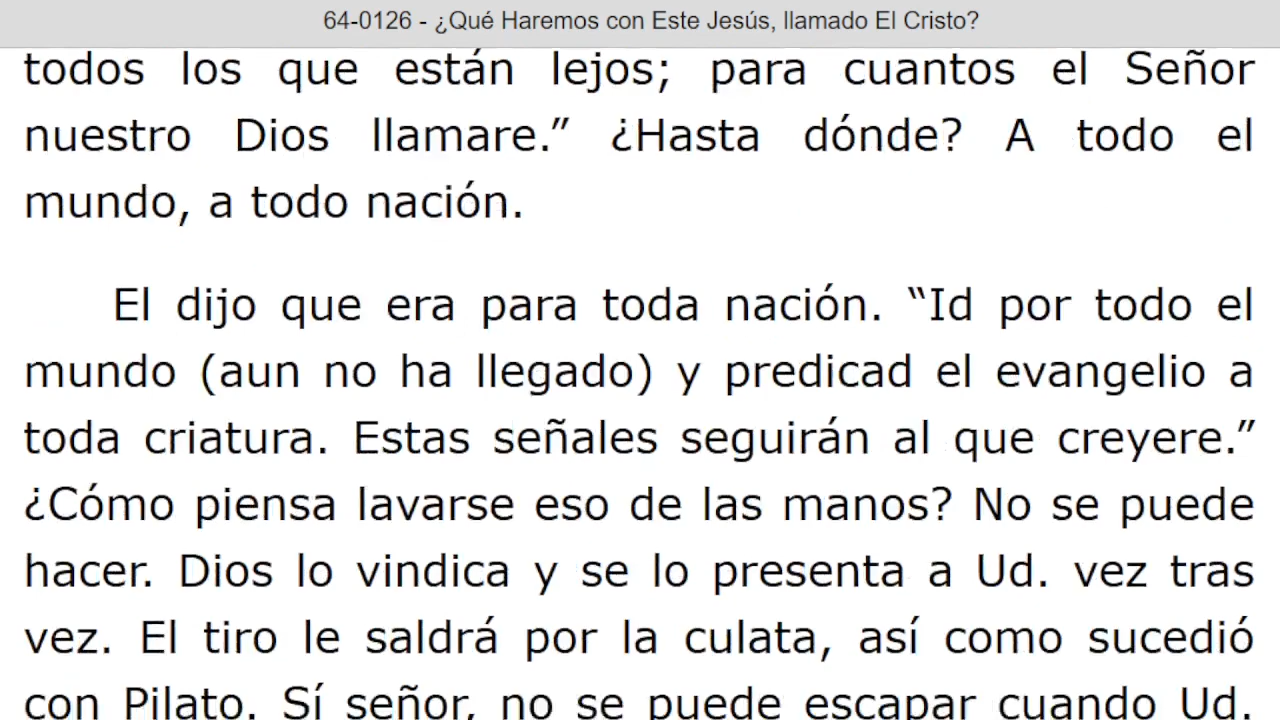 64-0126 - ¿Qué Haremos con Este Jesús, llamado El Cristo?
todos los que están lejos; para cuantos el Señor
nuestro Dios llamare.” ¿Hasta dónde? A todo el
mundo, a todo nación.
El dijo que era para toda nación. “Id por todo el
mundo (aun no ha llegado) y predicad el evangelio a
toda criatura. Estas señales seguirán al que creyere.”
¿Cómo piensa lavarse eso de las manos? No se puede
hacer. Dios lo vindica y se lo presenta a Ud. vez tras
vez. El tiro le saldrá por la culata, así como sucedió
con Pilato. Sí señor, no se puede escapar cuando Ud.